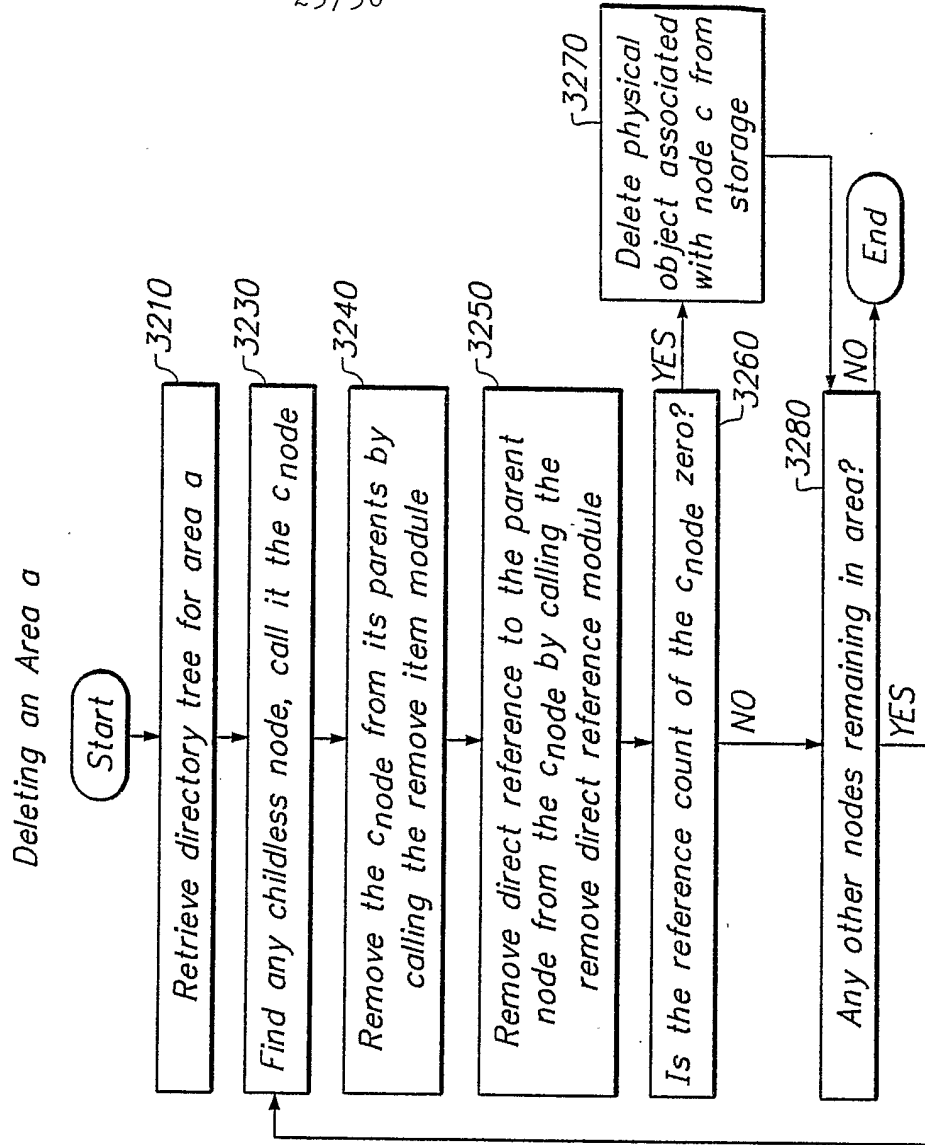 23/30
Deleting an Area a
Start
3210
Retrieve directory tree for area a
3230
Find any childless node, call it the cnode
3240
Remove the cnode from its parents by
calling the remove item module
3250
Remove direct reference to the parent
node from the cnode by calling the
remove direct reference module
Is the reference count of the cnode zero?
3260
YES
NO
3270
Delete physical
object associated
with node c from
storage
3280
Any other nodes remaining in area?
NO
YES
End